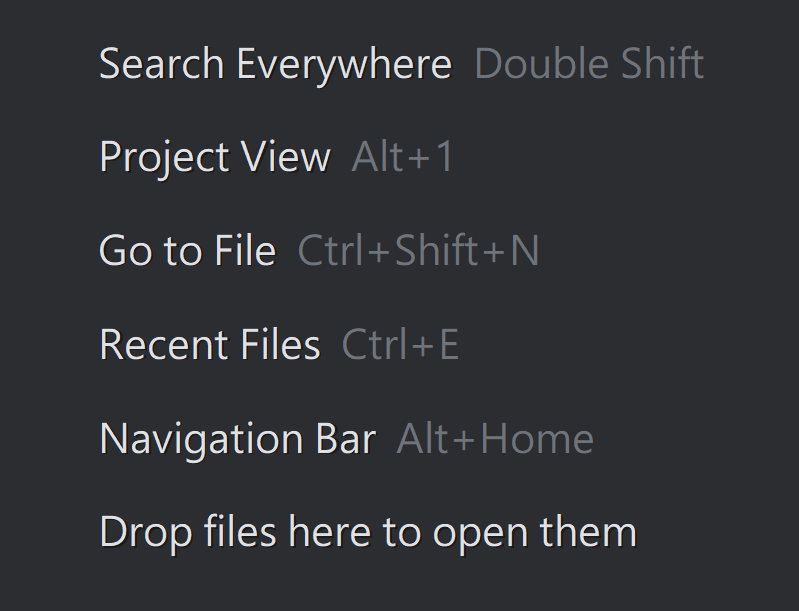 Search Everywhere Double Shift
Project View Alt+1
Go to File Ctrl+Shift+N
Recent Files Ctrl+E
Navigation Bar Alt+Home
Drop files here to open them